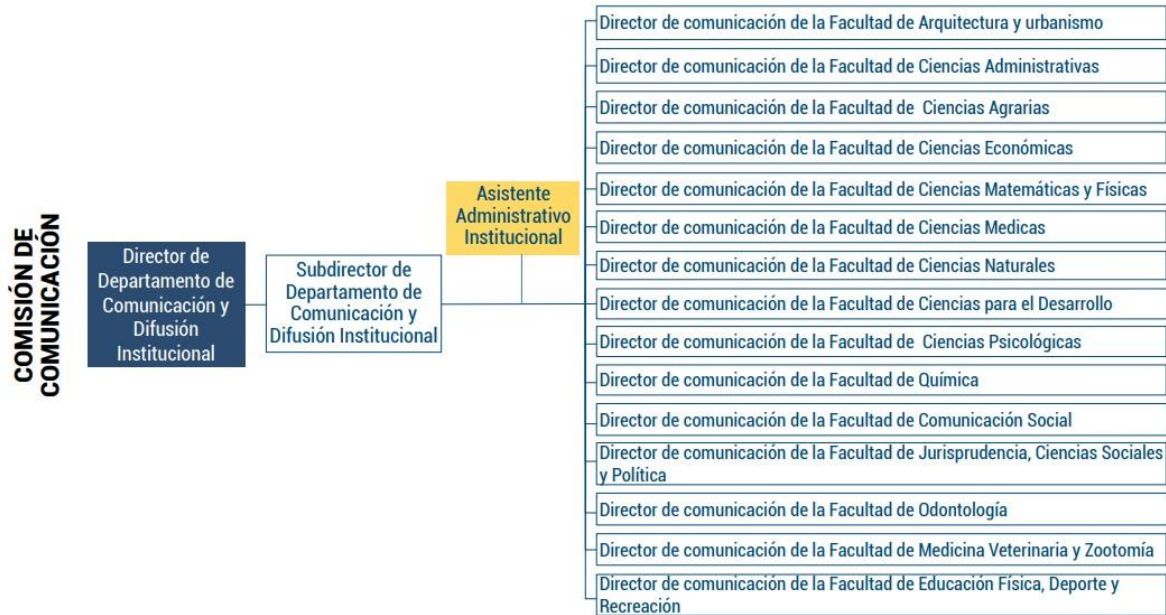 COMISIÓN DE
COMUNICACIÓN
Director de
Departamento de
Comunicación y
Difusión
Institucional
Subdirector de
Departamento de
Comunicación y
Difusión Institucional
Asistente
Administrativo
Institucional
Director de comunicación de la Facultad de Arquitectura y urbanismo
Director de comunicación de la Facultad de Ciencias Administrativas
Director de comunicación de la Facultad de Ciencias Agrarias
Director de comunicación de la Facultad de Ciencias Económicas
Director de comunicación de la Facultad de Ciencias Matemáticas y Físicas
Director de comunicación de la Facultad de Ciencias Medicas
Director de comunicación de la Facultad de Ciencias Naturales
Director de comunicación de la Facultad de Ciencias para el Desarrollo
Director de comunicación de la Facultad de Ciencias Psicológicas
Director de comunicación de la Facultad de Química
Director de comunicación de la Facultad de Comunicación Social
Director de comunicación de la Facultad de Jurisprudencia, Ciencias Sociales
y Política
Director de comunicación de la Facultad de Odontología
Director de comunicación de la Facultad de Medicina Veterinaria y Zootomía
Director de comunicación de la Facultad de Educación Física, Deporte y
Recreación